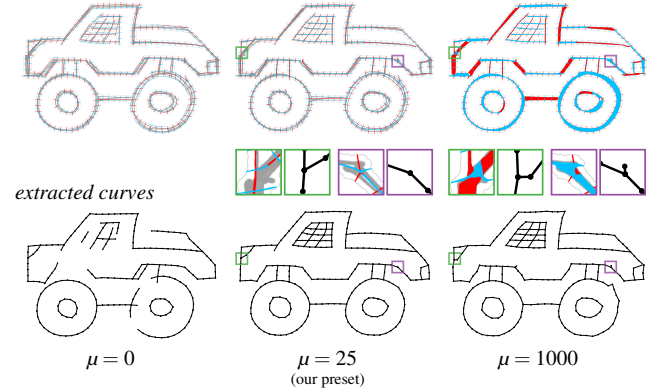 extracted curves
μ = 0
μ = 25
μ = 1000
(our preset)